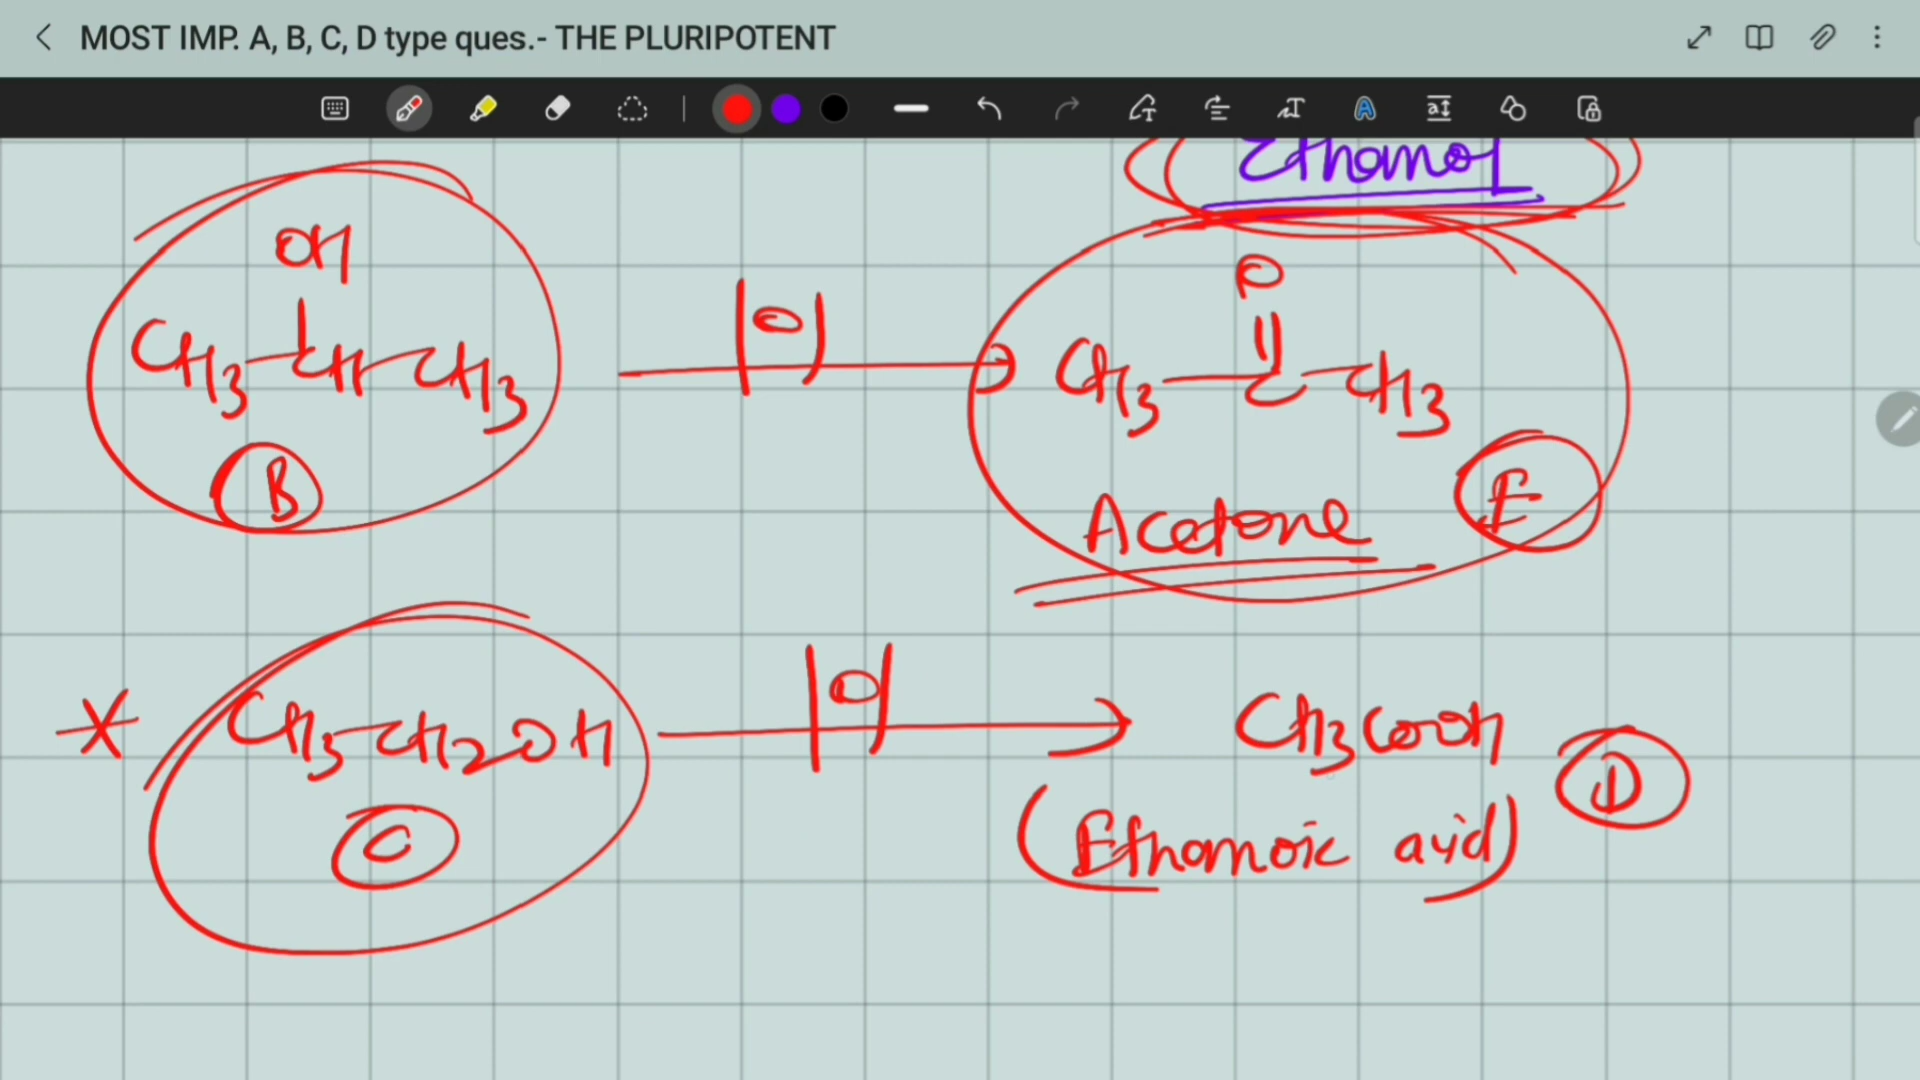 MOST IMP. A, B, C, D type ques.- THE PLURIPOTENT
Ethanol
OH
CH3-CH-CH3
|O|
O
||
CH3-C-CH3
B
Acetone
F
CH3-CH2OH
|O|
CH3COOH
C
(Ethanoic acid)
D